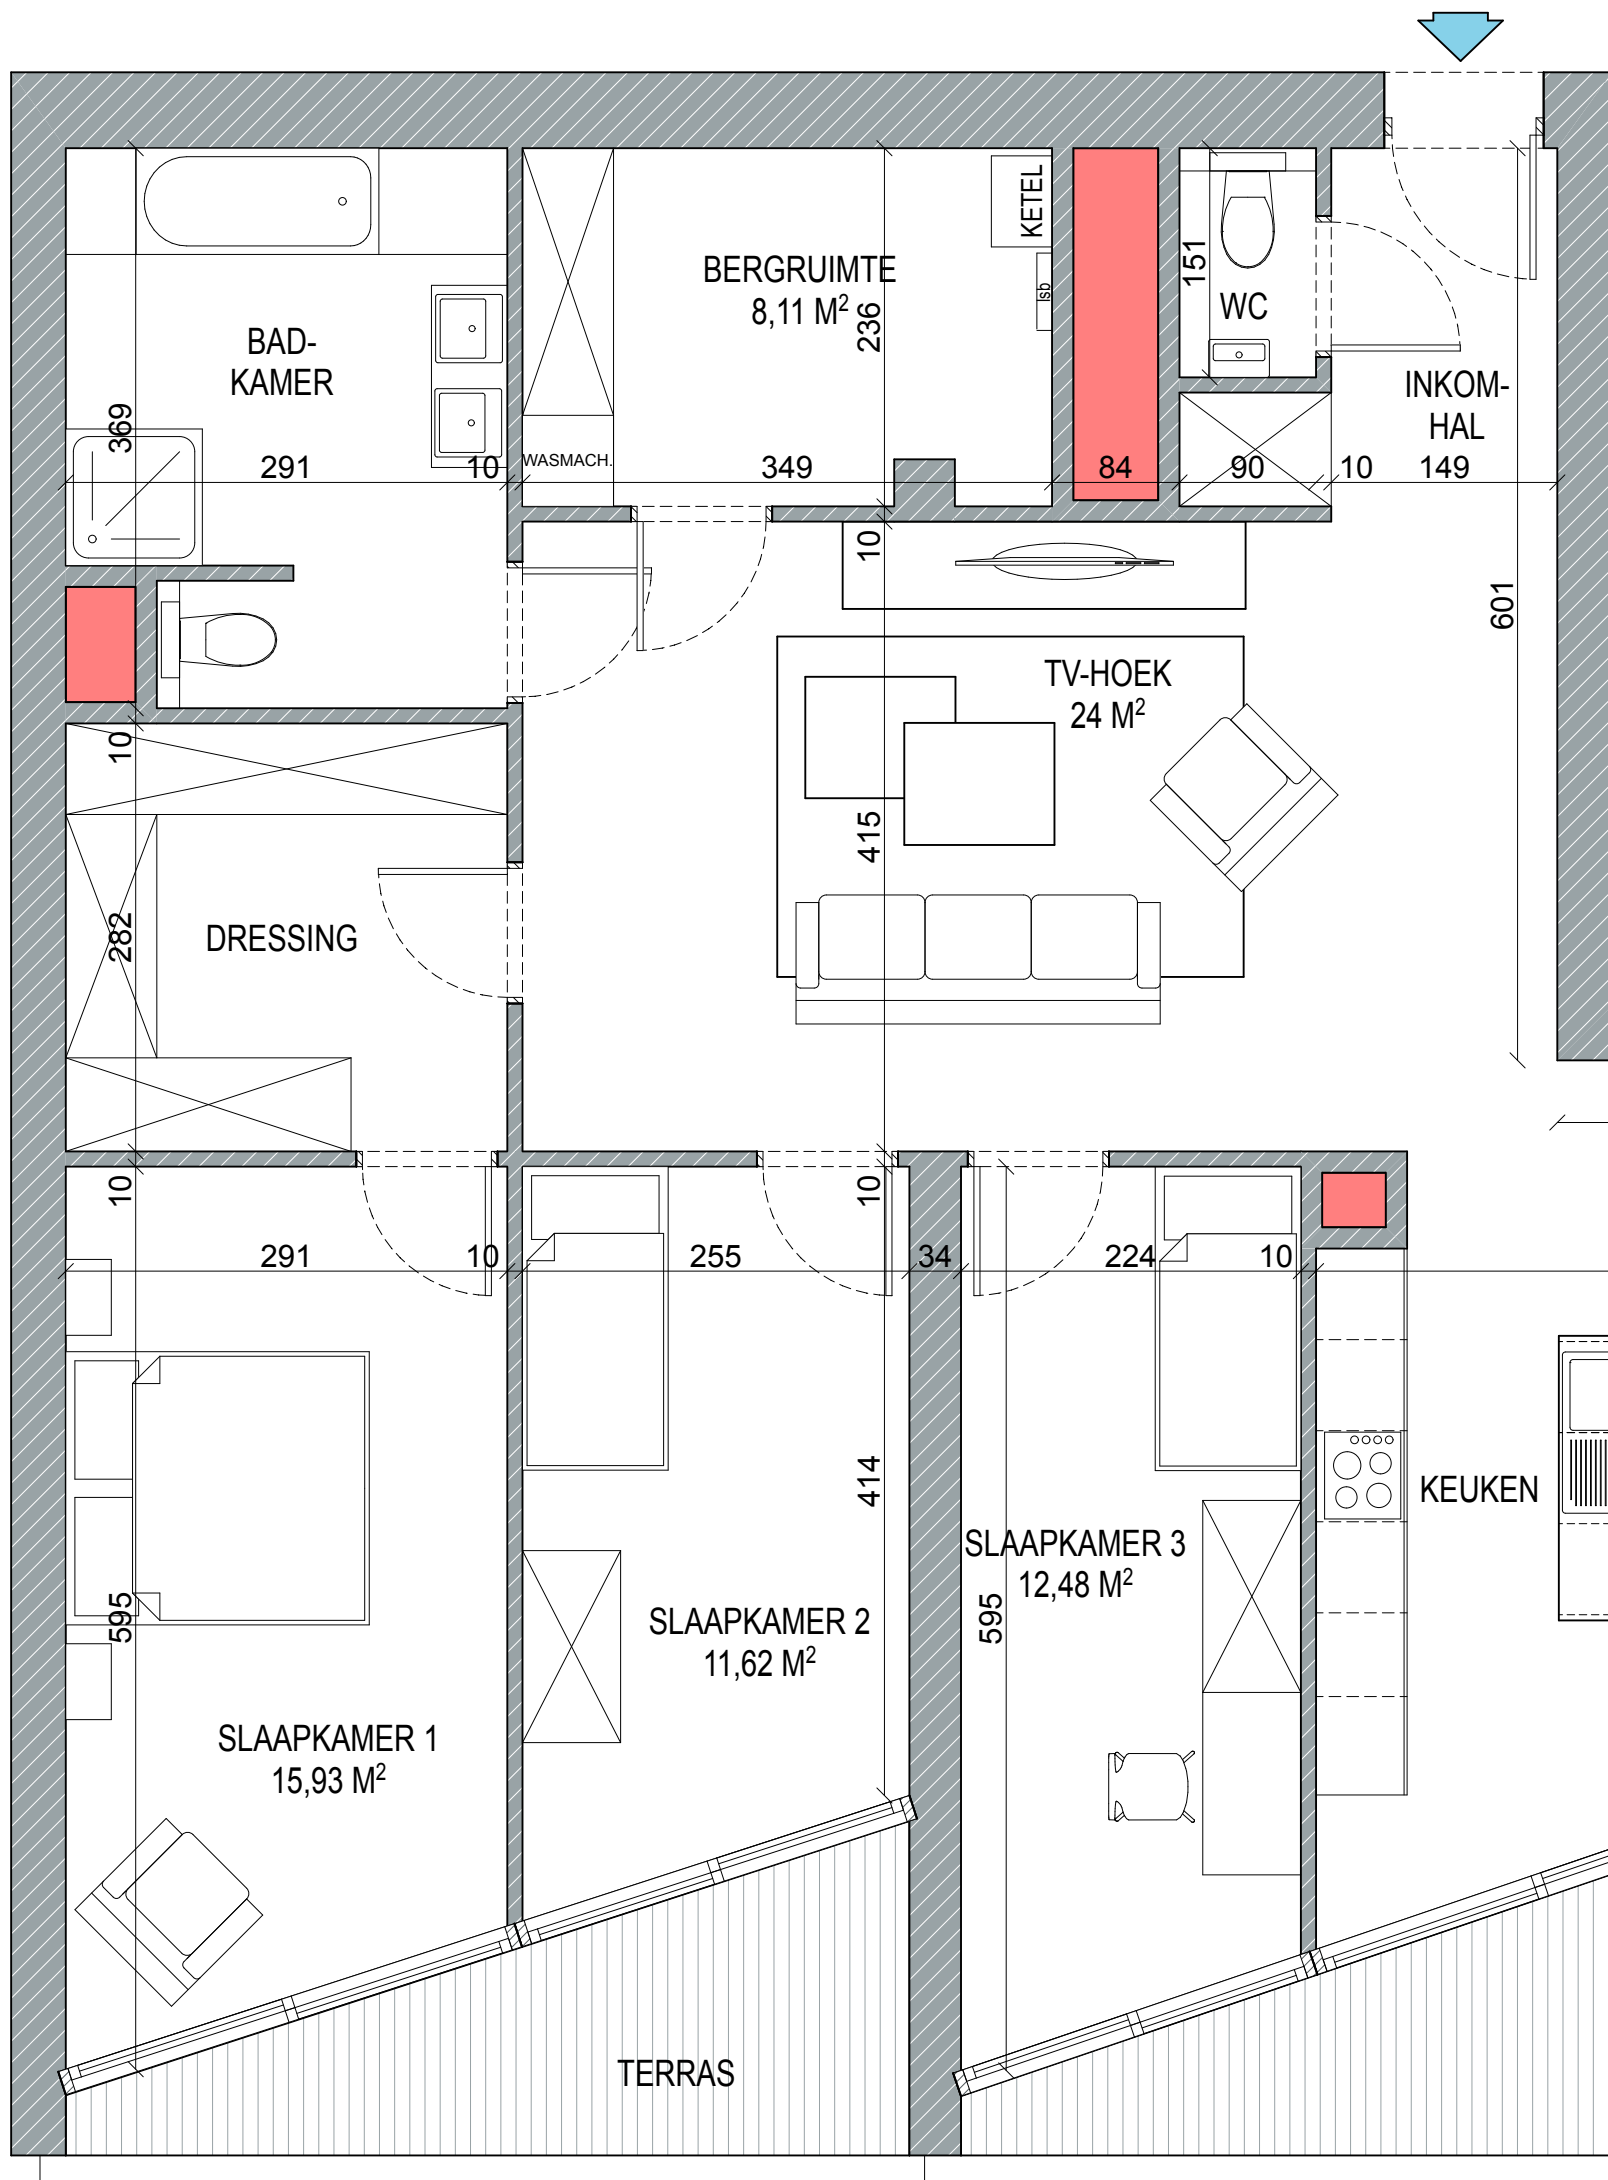 KETEL
BERGRUIMTE
8,11 M²
236
lsb
151
WC
BAD-
KAMER
INKOM-
HAL
369
291
10
WASMACH.
349
84
90
10
149
10
601
TV-HOEK
24 M²
10
415
282
DRESSING
10
10
291
10
255
34
224
10
414
KEUKEN
SLAAPKAMER 3
12,48 M²
595
595
SLAAPKAMER 2
11,62 M²
SLAAPKAMER 1
15,93 M²
TERRAS